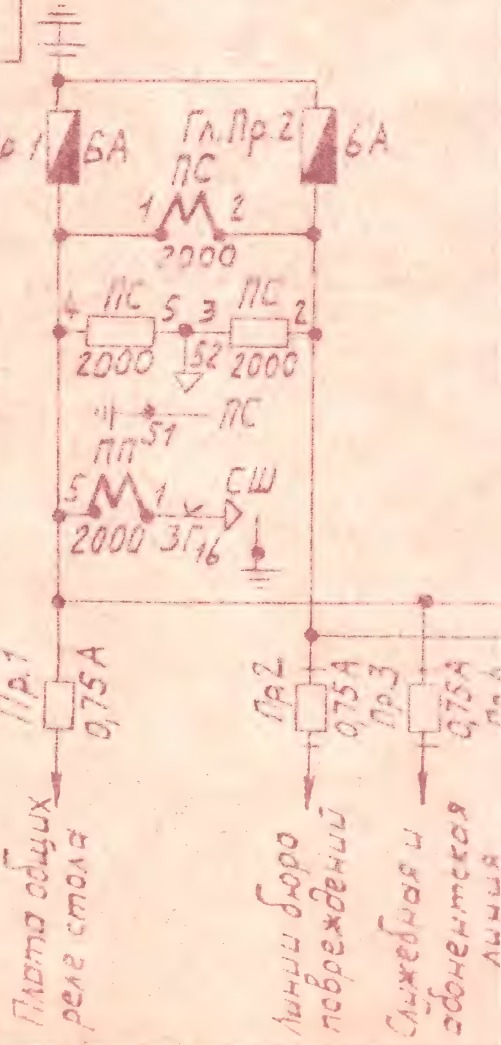 6А
Гл.Пр.2
6А
ПС
1
2
2000
4
ПС
5
3
ПС
2
2000
52
2000
51
ПС
ПП
5
1
СШ
2000
3Г16
Пр.1
0,75А
Пр.2
0,75А
Пр.3
0,75А
Плата общих
реле стола
Линии бюро
повреждений
Служебная и
абонентская
линия